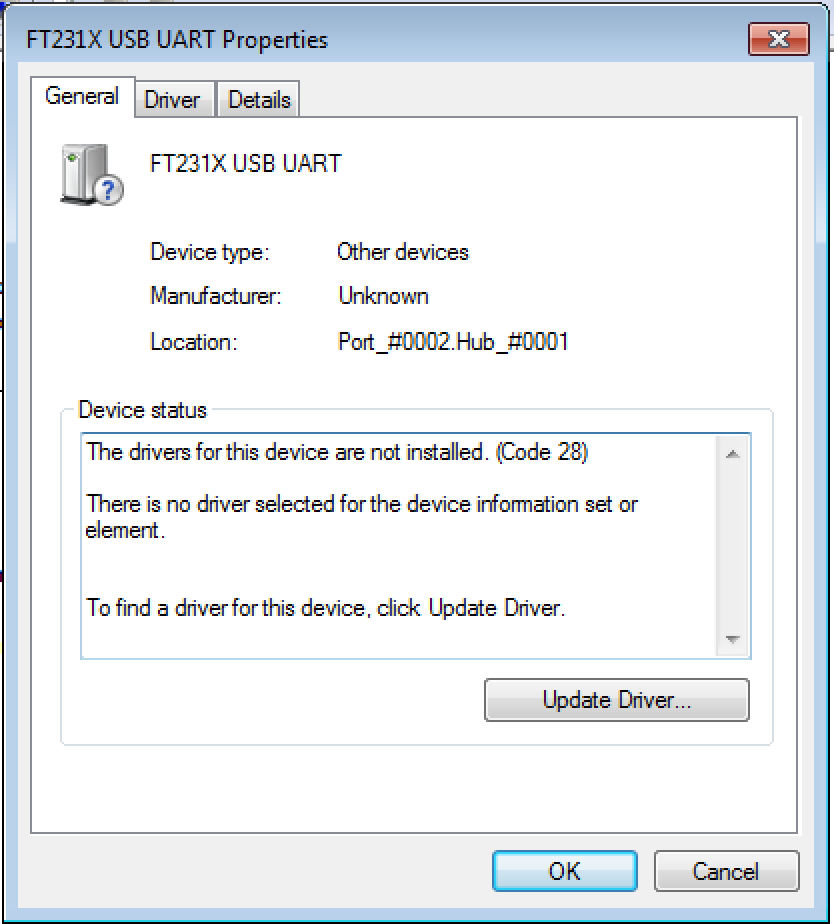 FT231X USB UART Properties
General
Driver
Details
FT231X USB UART
Device type: Other devices
Manufacturer: Unknown
Location: Port_#0002.Hub_#0001
Device status
The drivers for this device are not installed. (Code 28)
There is no driver selected for the device information set or
element.
To find a driver for this device, click Update Driver.
Update Driver...
OK
Cancel